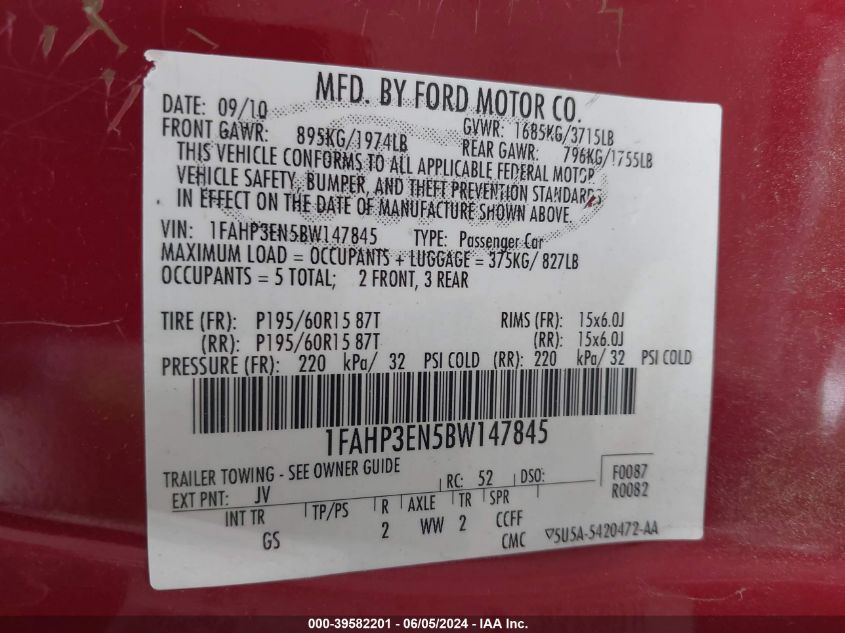 MFD. BY FORD MOTOR CO.
DATE: 09/10 GVWR: 1685KG/3715LB
FRONT GAWR: 895KG/1974LB REAR GAWR: 796KG/1755LB
THIS VEHICLE CONFORMS TO ALL APPLICABLE FEDERAL MOTOR
VEHICLE SAFETY, BUMPER, AND THEFT PREVENTION STANDARDS
IN EFFECT ON THE DATE OF MANUFACTURE SHOWN ABOVE.
VIN: 1FAHP3EN5BW147845 TYPE: Passenger Car
MAXIMUM LOAD = OCCUPANTS + LUGGAGE = 375KG/ 827LB
OCCUPANTS = 5 TOTAL; 2 FRONT, 3 REAR
TIRE (FR): P195/60R15 87T RIMS (FR): 15x6.0J
(RR): P195/60R15 87T (RR): 15x6.0J
PRESSURE (FR): 220 kPa/ 32 PSI COLD (RR): 220 kPa/ 32 PSI COLD
1FAHP3EN5BW147845
TRAILER TOWING - SEE OWNER GUIDE
EXT PNT: JV RC: 52 DSO: F0087
R0082
INT TR TP/PS R AXLE TR SPR
GS 2 WW 2 CCFF
CMC ▽5U5A-5420472-AA
000-39582201 - 06/05/2024 - IAA Inc.